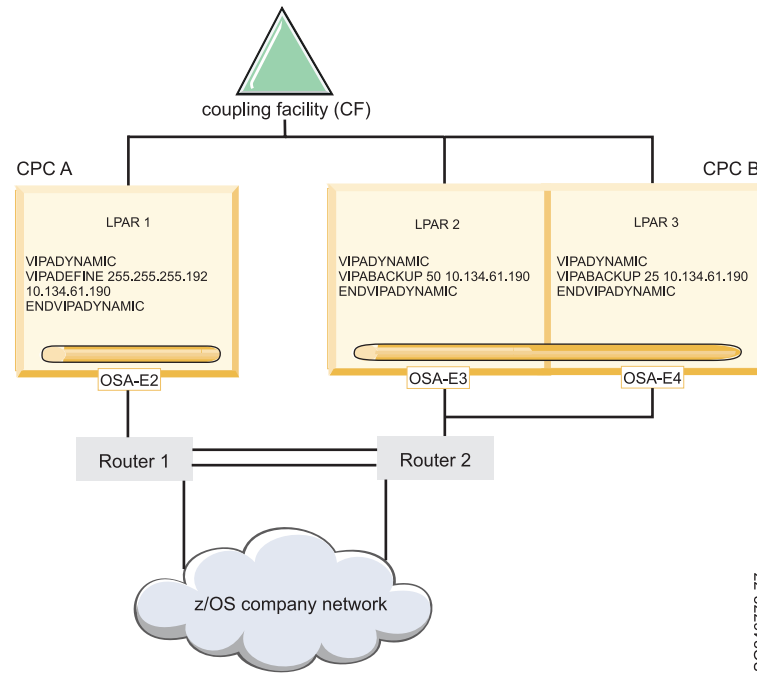 coupling facility (CF)
CPC A
CPC B
LPAR 1
VIPADYNAMIC
VIPADEFINE 255.255.255.192
10.134.61.190
ENDVIPADYNAMIC
LPAR 2
VIPADYNAMIC
VIPABACKUP 50 10.134.61.190
ENDVIPADYNAMIC
LPAR 3
VIPADYNAMIC
VIPABACKUP 25 10.134.61.190
ENDVIPADYNAMIC
OSA-E2
OSA-E3
OSA-E4
Router 1
Router 2
z/OS company network